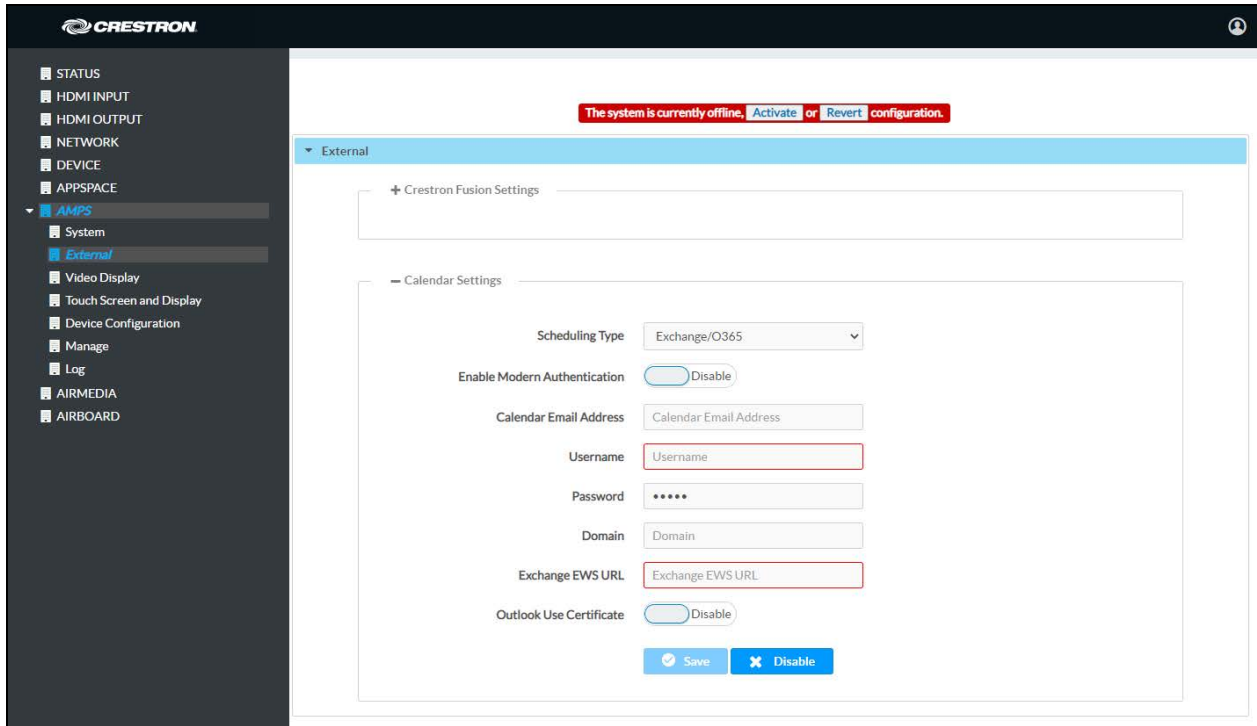 CRESTRON
STATUS
HDMI INPUT
HDMI OUTPUT
NETWORK
DEVICE
APPSPACE
AMPS
System
External
Video Display
Touch Screen and Display
Device Configuration
Manage
Log
AIRMEDIA
AIRBOARD
The system is currently offline, Activate or Revert configuration.
External
Crestron Fusion Settings
Calendar Settings
Scheduling Type Exchange/O365
Enable Modern Authentication Disable
Calendar Email Address Calendar Email Address
Username Username
Password •••••
Domain Domain
Exchange EWS URL Exchange EWS URL
Outlook Use Certificate Disable
Save Disable